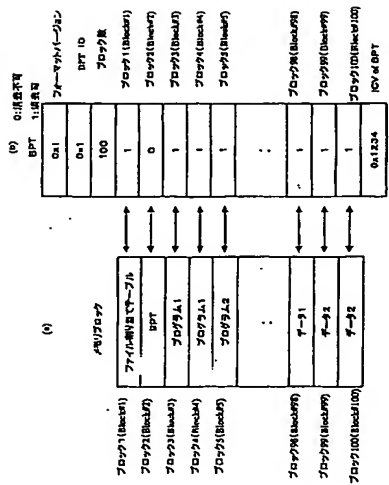 (b)
0:消去不可
1:消去可
BPT
0x1
フォーマットバージョン
0x1
BPT ID
100
ブロック数
1
ブロック1(Block#1)
0
ブロック2(Block#2)
1
ブロック3(Block#3)
1
ブロック4(Block#4)
1
ブロック5(Block#5)
1
ブロック98(Block#98)
1
ブロック99(Block#99)
1
ブロック100(Block#100)
0x1234
ICV of BPT
(a)
メモリブロック
ブロック1(Block#1)
ファイル割り当てテーブル
ブロック2(Block#2)
BPT
ブロック3(Block#3)
プログラム1
ブロック4(Block#4)
プログラム1
ブロック5(Block#5)
プログラム2
ブロック98(Block#98)
データ1
ブロック99(Block#99)
データ2
ブロック100(Block#100)
データ2